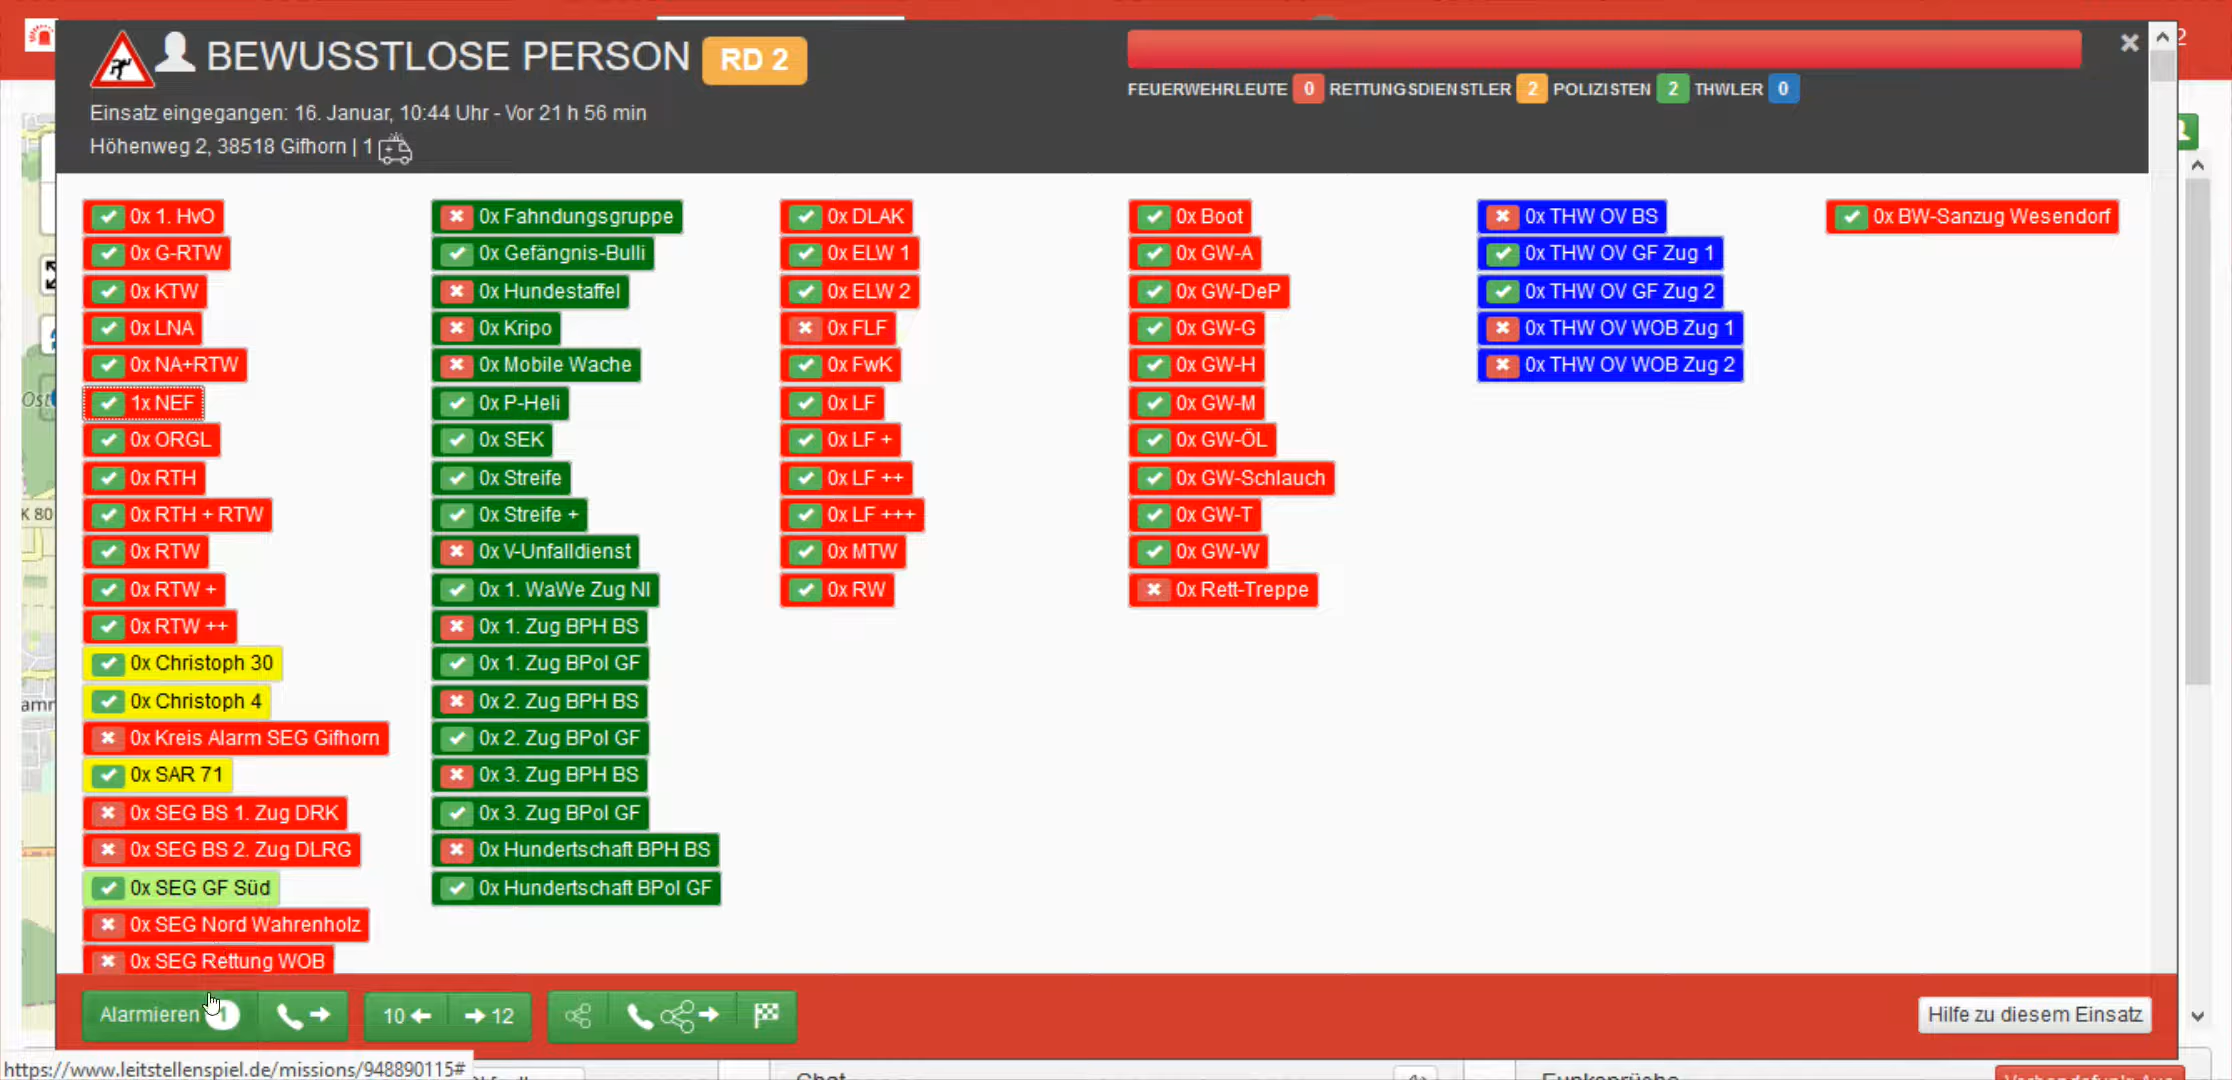 BEWUSSTLOSE PERSON RD 2
Einsatz eingegangen: 16. Januar, 10:44 Uhr - Vor 21 h 56 min
Höhenweg 2, 38518 Gifhorn | 1
FEUERWEHRLEUTE 0 RETTUNGSDIENSTLER 2 POLIZISTEN 2 THWLER 0
0x 1. HvO
0x G-RTW
0x KTW
0x LNA
0x NA+RTW
1x NEF
0x ORGL
0x RTH
0x RTH + RTW
0x RTW
0x RTW +
0x RTW ++
0x Christoph 30
0x Christoph 4
0x Kreis Alarm SEG Gifhorn
0x SAR 71
0x SEG BS 1. Zug DRK
0x SEG BS 2. Zug DLRG
0x SEG GF Süd
0x SEG Nord Wahrenholz
0x SEG Rettung WOB
0x Fahndungsgruppe
0x Gefängnis-Bulli
0x Hundestaffel
0x Kripo
0x Mobile Wache
0x P-Heli
0x SEK
0x Streife
0x Streife +
0x V-Unfalldienst
0x 1. WaWe Zug NI
0x 1. Zug BPH BS
0x 1. Zug BPol GF
0x 2. Zug BPH BS
0x 2. Zug BPol GF
0x 3. Zug BPH BS
0x 3. Zug BPol GF
0x Hundertschaft BPH BS
0x Hundertschaft BPol GF
0x DLAK
0x ELW 1
0x ELW 2
0x FLF
0x FwK
0x LF
0x LF +
0x LF ++
0x LF +++
0x MTW
0x RW
0x Boot
0x GW-A
0x GW-DeP
0x GW-G
0x GW-H
0x GW-M
0x GW-ÖL
0x GW-Schlauch
0x GW-T
0x GW-W
0x Rett-Treppe
0x THW OV BS
0x THW OV GF Zug 1
0x THW OV GF Zug 2
0x THW OV WOB Zug 1
0x THW OV WOB Zug 2
0x BW-Sanzug Wesendorf
K 80
Alarmieren 1
10
12
Hilfe zu diesem Einsatz
https://www.leitstellenspiel.de/missions/948890115#
Chat
Funksprüche